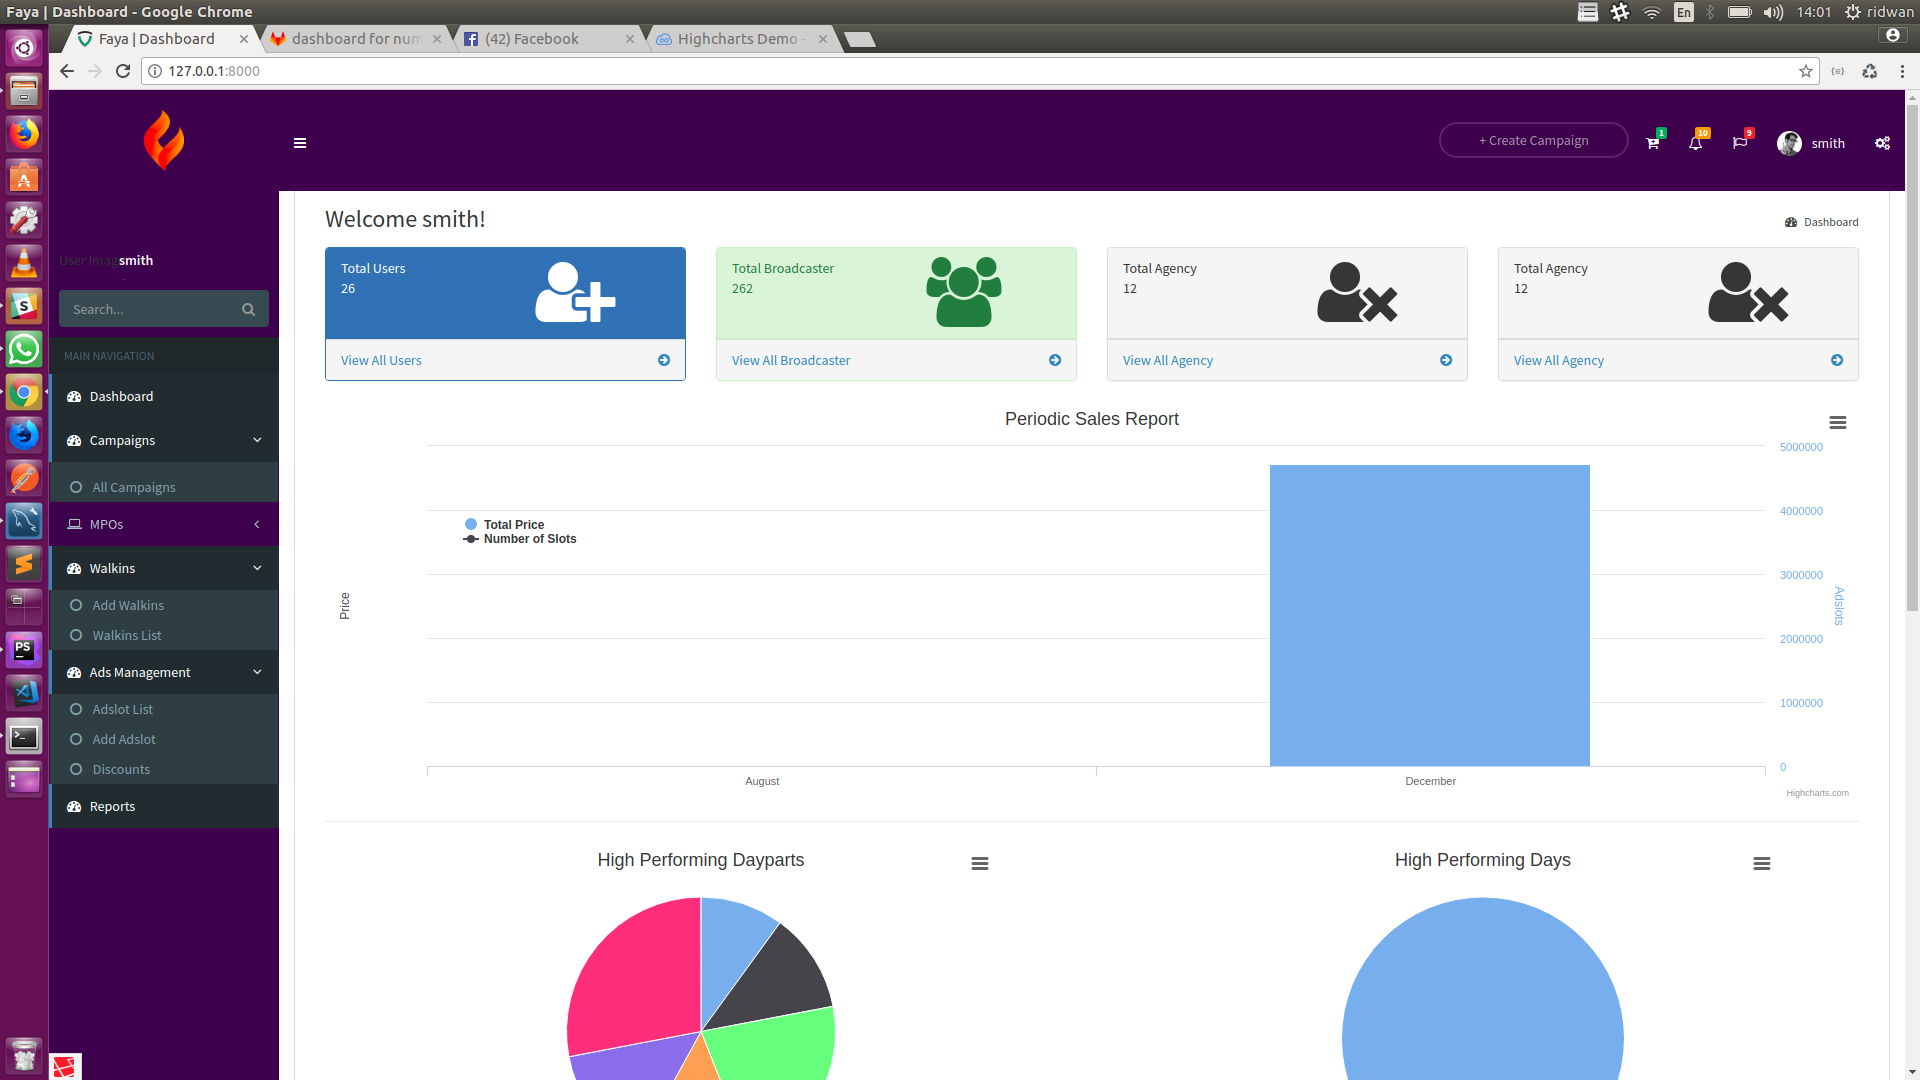 Faya | Dashboard - Google Chrome
En
14:01
ridwan
Faya | Dashboard
dashboard for num
(42) Facebook
Highcharts Demo -
127.0.0.1:8000
+ Create Campaign
1
10
9
smith
User Imag
smith
Search...
MAIN NAVIGATION
Dashboard
Campaigns
All Campaigns
MPOs
Walkins
Add Walkins
Walkins List
Ads Management
Adslot List
Add Adslot
Discounts
Reports
Welcome smith!
Dashboard
Total Users
26
View All Users
Total Broadcaster
262
View All Broadcaster
Total Agency
12
View All Agency
Total Agency
12
View All Agency
Periodic Sales Report
Total Price
Number of Slots
Price
5000000
4000000
3000000
2000000
1000000
0
Adslots
August
December
Highcharts.com
High Performing Dayparts
High Performing Days
PS